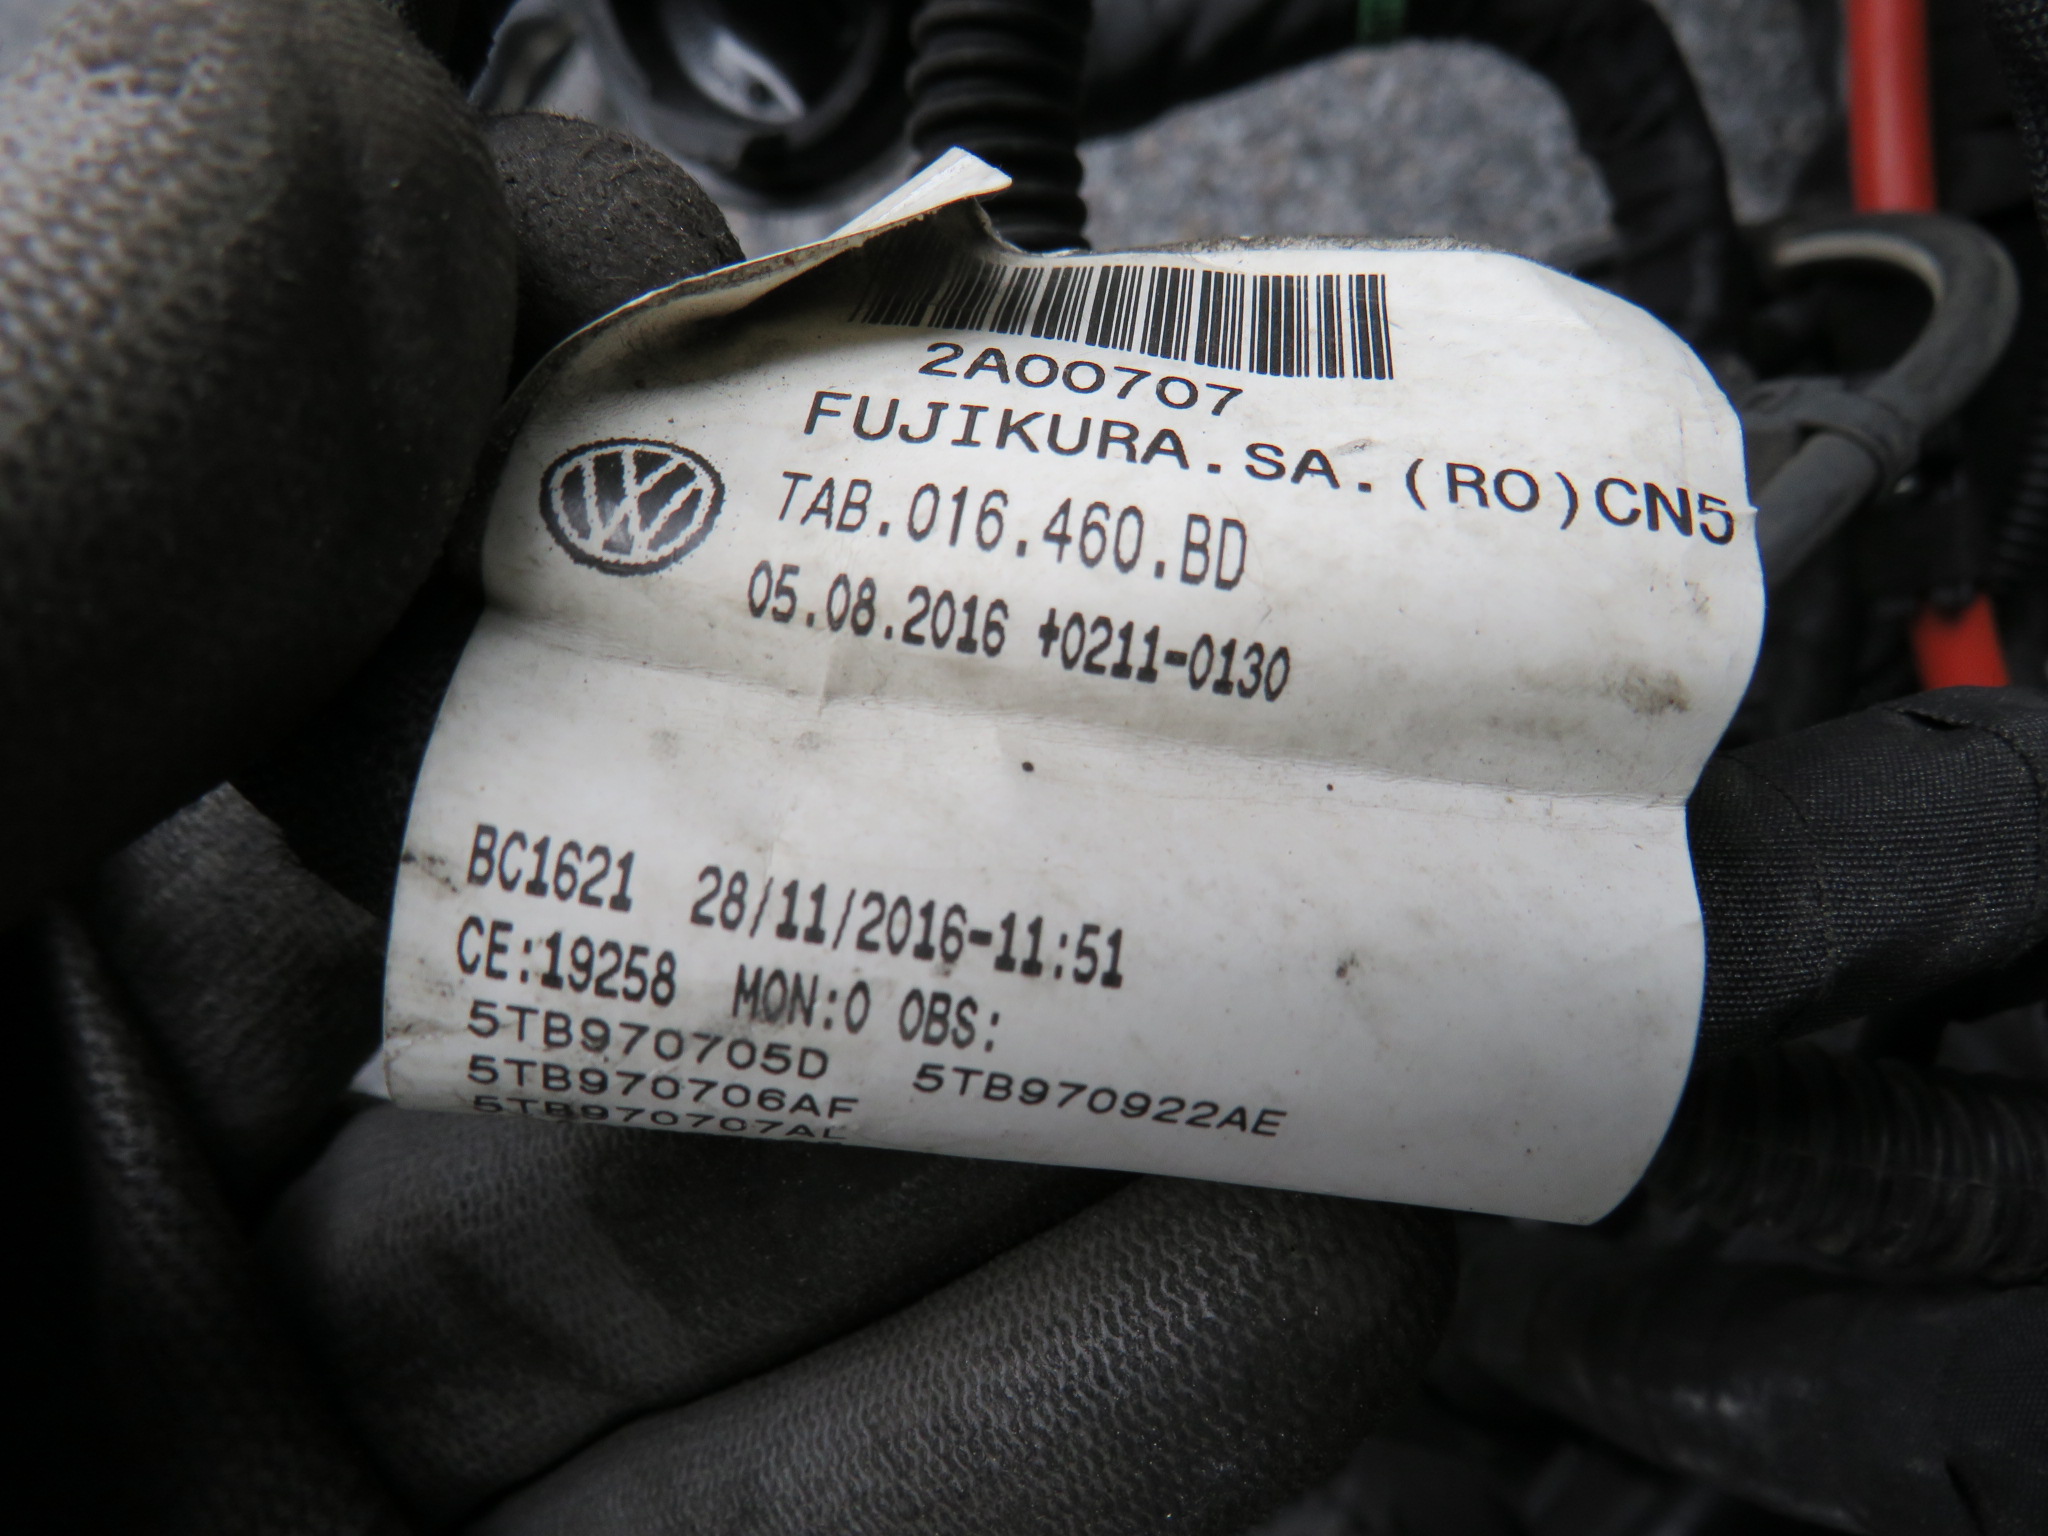 2A00707
FUJIKURA.SA.(RO)CN5
TAB.016.460.BD
05.08.2016 +0211-0130
BC1621 28/11/2016-11:51
CE:19258 MON:0 OBS:
5TB970705D 5TB970922AE
5TB970706AF